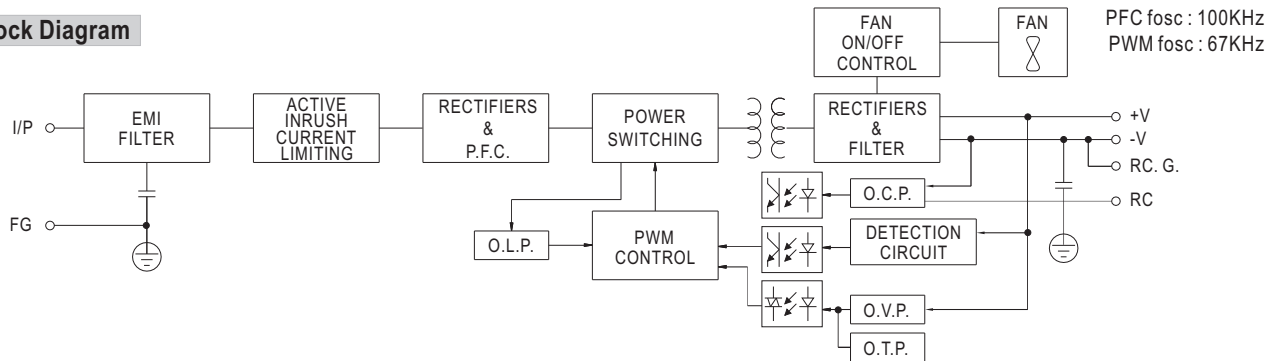 ock Diagram
PFC fosc : 100KHz
PWM fosc : 67KHz
FAN
ON/OFF
CONTROL
FAN
I/P
EMI
FILTER
ACTIVE
INRUSH
CURRENT
LIMITING
RECTIFIERS
&
P.F.C.
POWER
SWITCHING
RECTIFIERS
&
FILTER
+V
-V
RC. G.
RC
FG
O.L.P.
PWM
CONTROL
O.C.P.
DETECTION
CIRCUIT
O.V.P.
O.T.P.